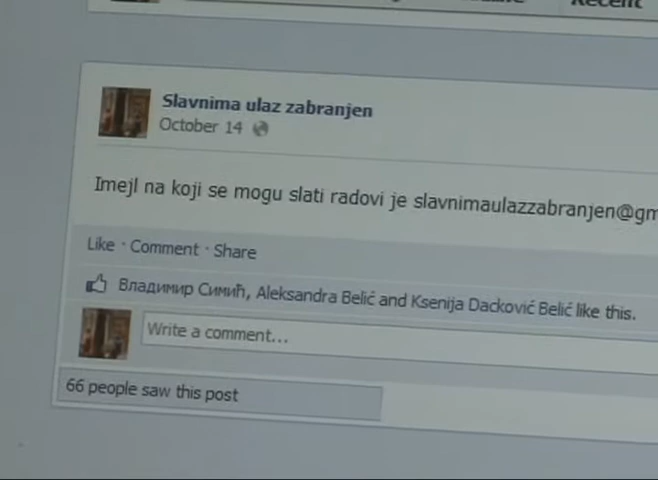 Recent
Slavnima ulaz zabranjen
October 14
Imejl na koji se mogu slati radovi je slavnimaulazzabranjen@gm
Like · Comment · Share
Владимир Симић, Aleksandra Belić and Ksenija Dacković Belić like this.
Write a comment...
66 people saw this post